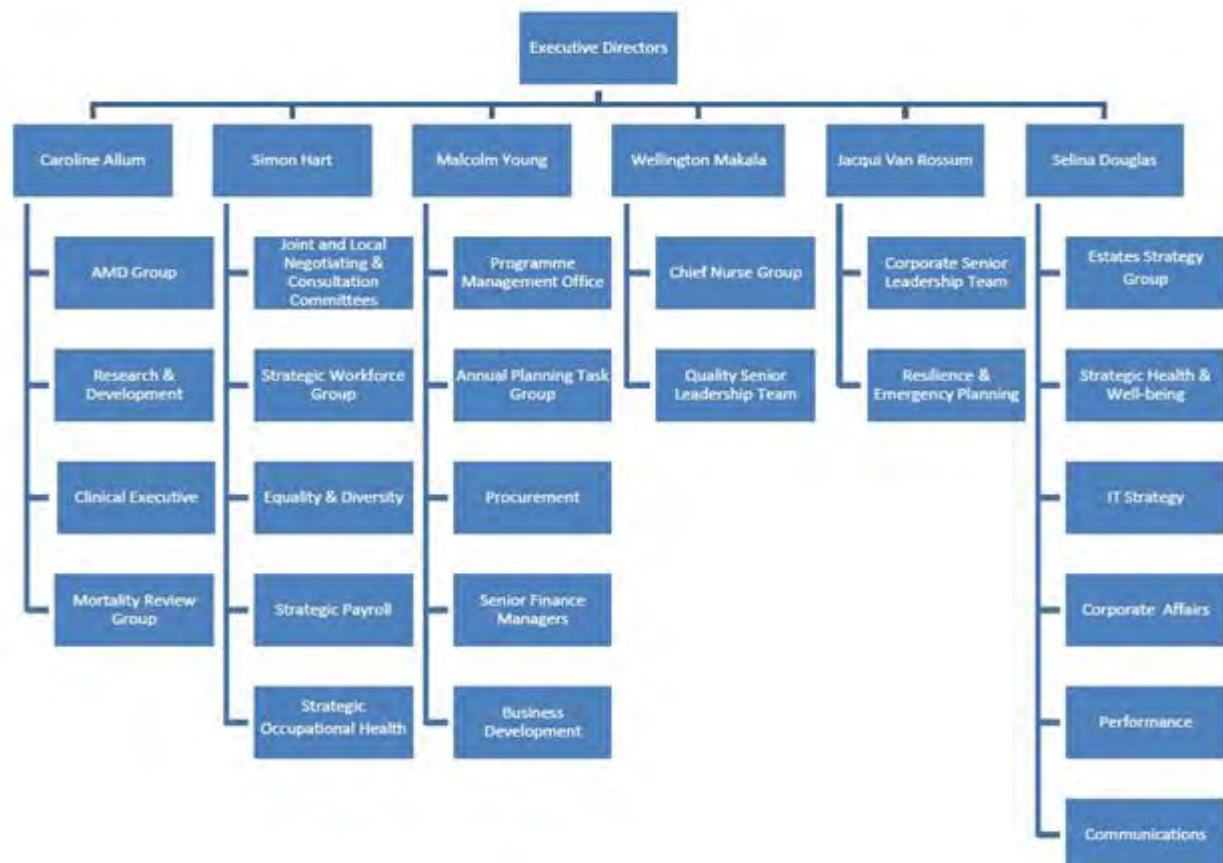 Executive Directors
Caroline Allum
Simon Hart
Malcolm Young
Wellington Makala
Jacqui Van Rossum
Selina Douglas
AMD Group
Research &
Development
Clinical Executive
Mortality Review
Group
Joint and Local
Negotiating &
Consultation
Committees
Strategic Workforce
Group
Equality & Diversity
Strategic Payroll
Strategic
Occupational Health
Programme
Management Office
Annual Planning Task
Group
Procurement
Senior Finance
Managers
Business
Development
Chief Nurse Group
Quality Senior
Leadership Team
Corporate Senior
Leadership Team
Resilience &
Emergency Planning
Estates Strategy
Group
Strategic Health &
Well-being
IT Strategy
Corporate Affairs
Performance
Communications